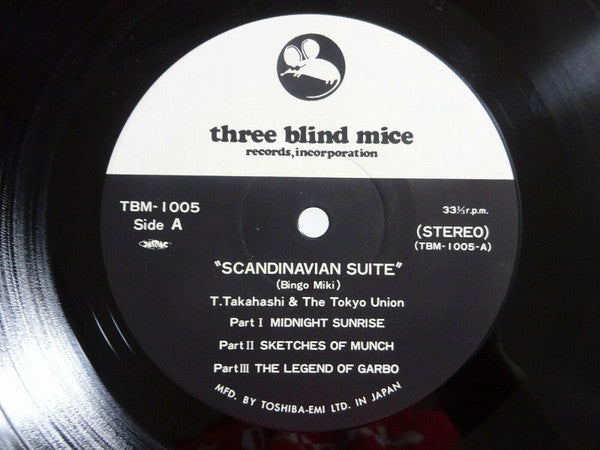 three blind mice
records, incorporation
TBM-1005
Side A
33⅓r.p.m.
(STEREO)
(TBM-1005-A)
"SCANDINAVIAN SUITE"
(Bingo Miki)
T.Takahashi & The Tokyo Union
Part I MIDNIGHT SUNRISE
Part II SKETCHES OF MUNCH
Part III THE LEGEND OF GARBO
MFD. BY TOSHIBA-EMI LTD. IN JAPAN